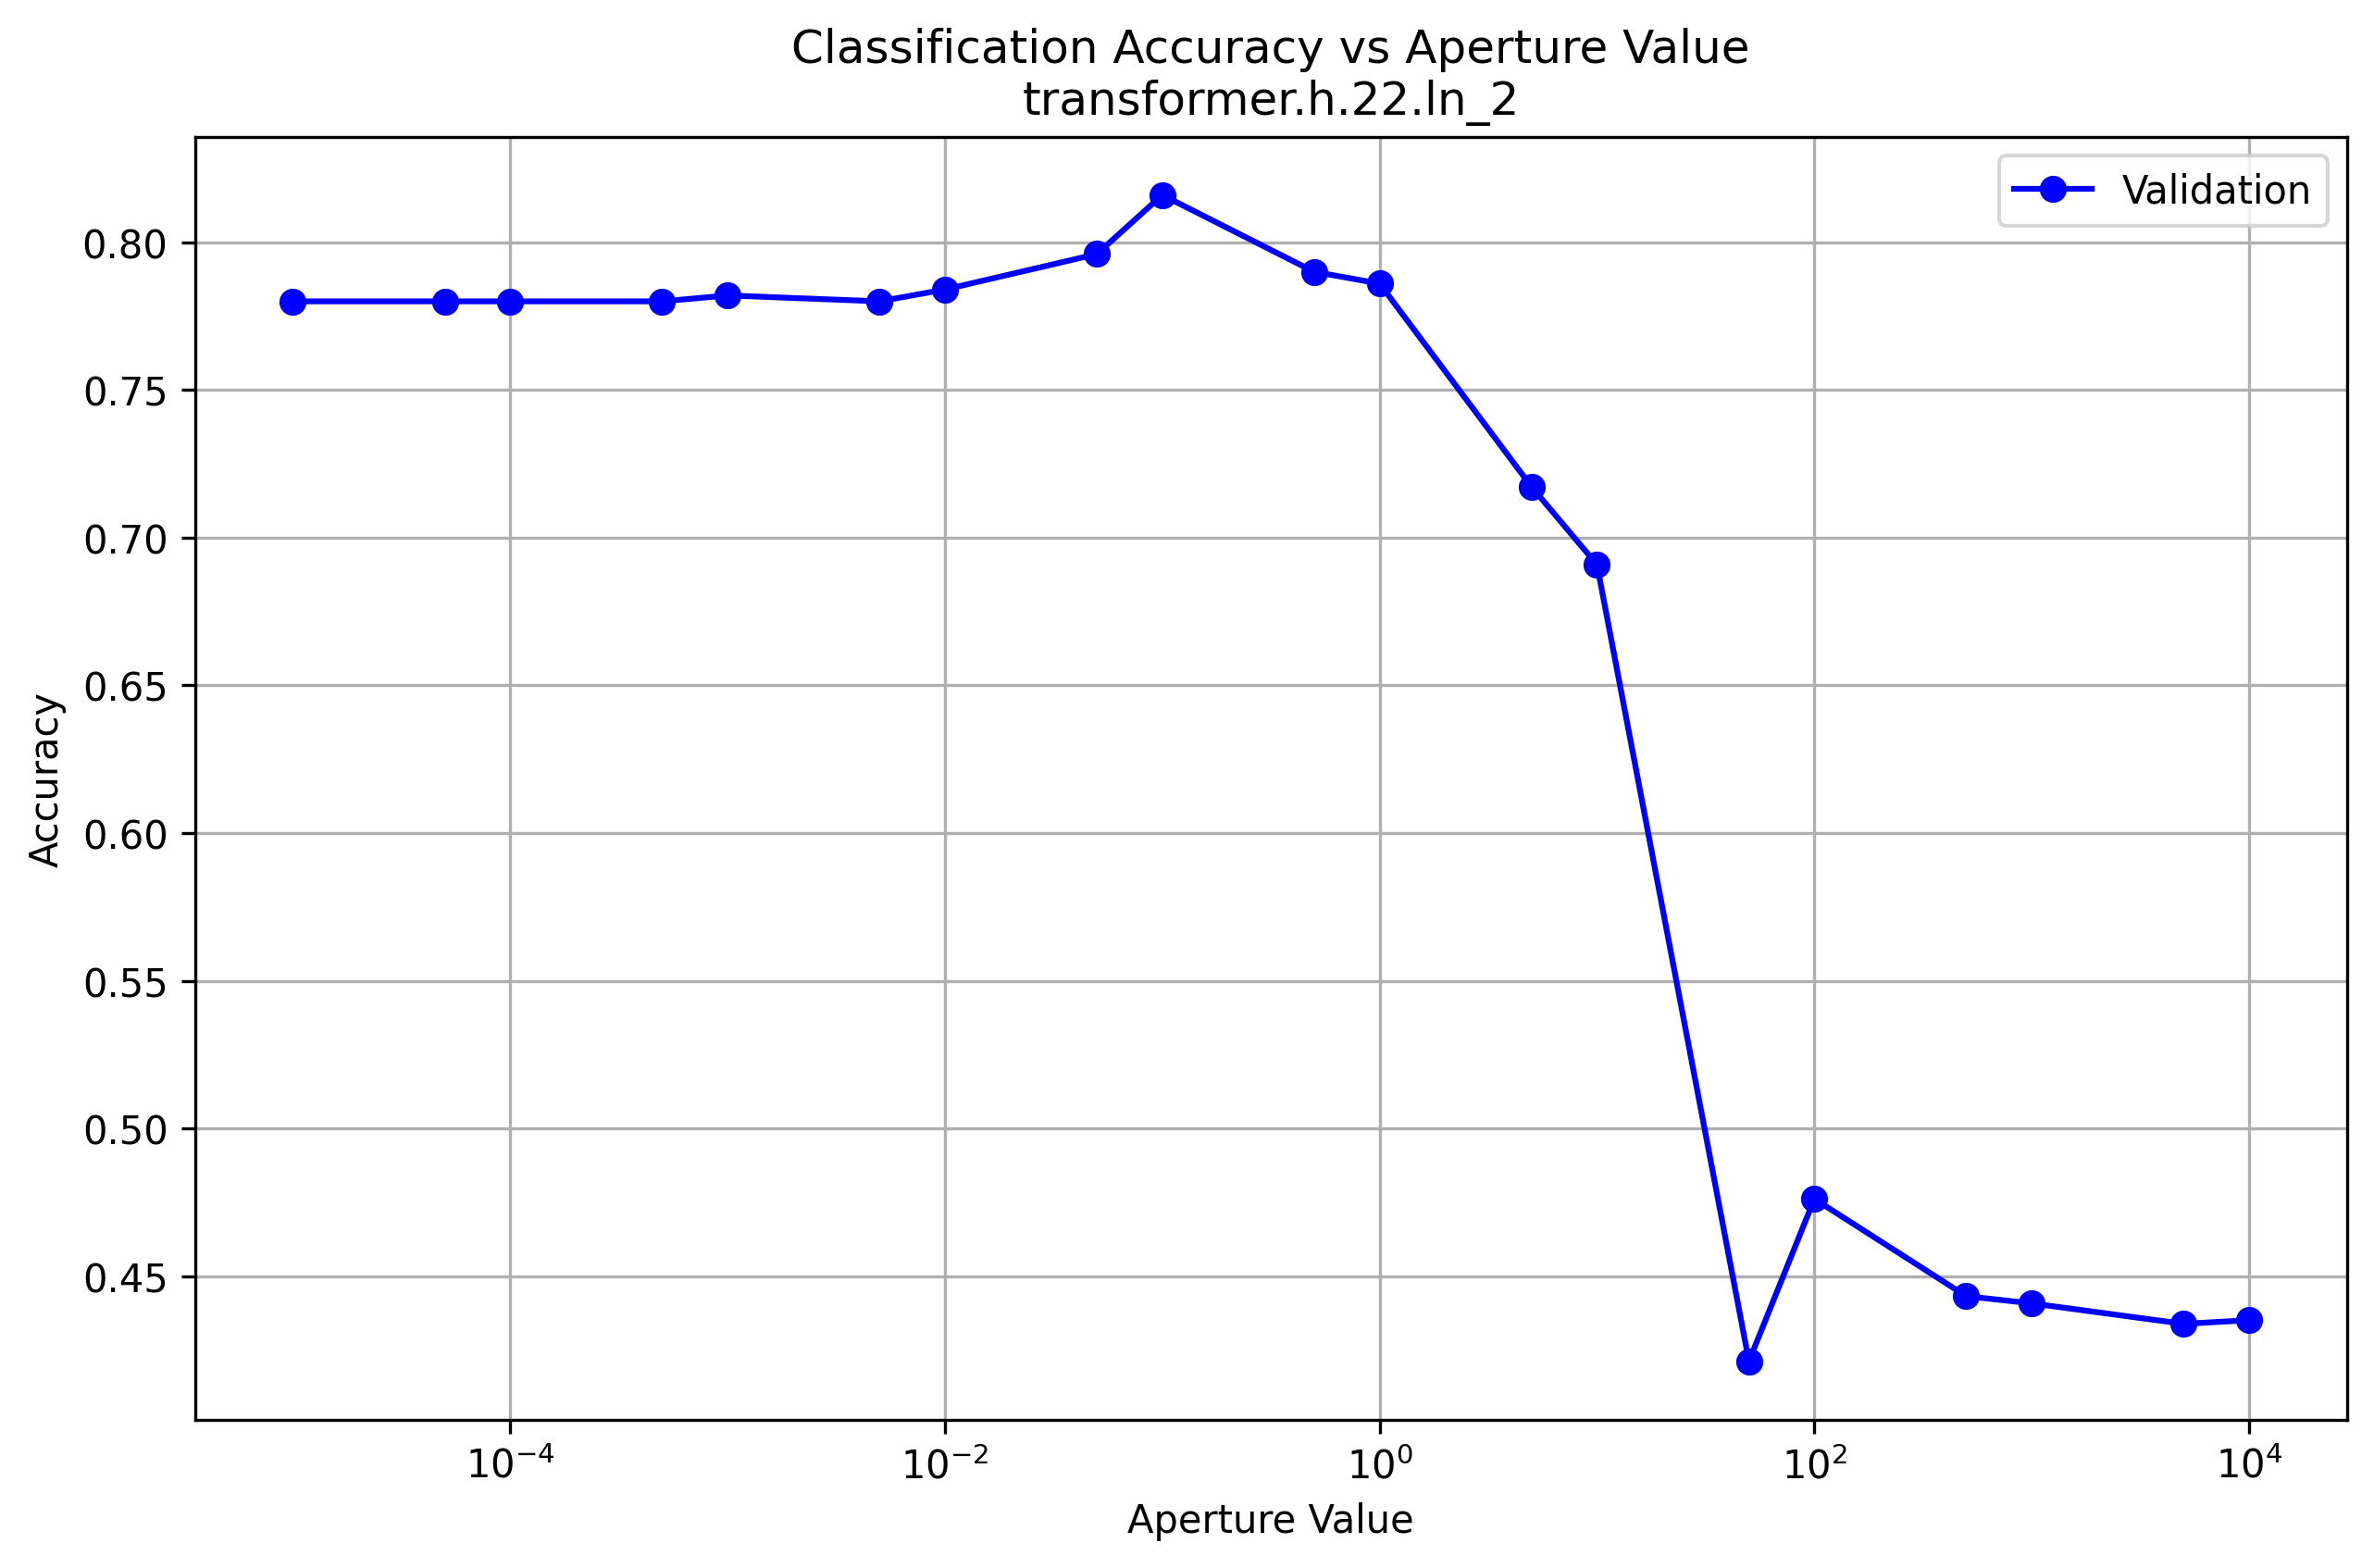 Classification Accuracy vs Aperture Value
transformer.h.22.ln_2
Validation
0.80
0.75
0.70
0.65
0.60
0.55
0.50
0.45
Accuracy
10⁻⁴ 10⁻² 10⁰ 10² 10⁴
Aperture Value